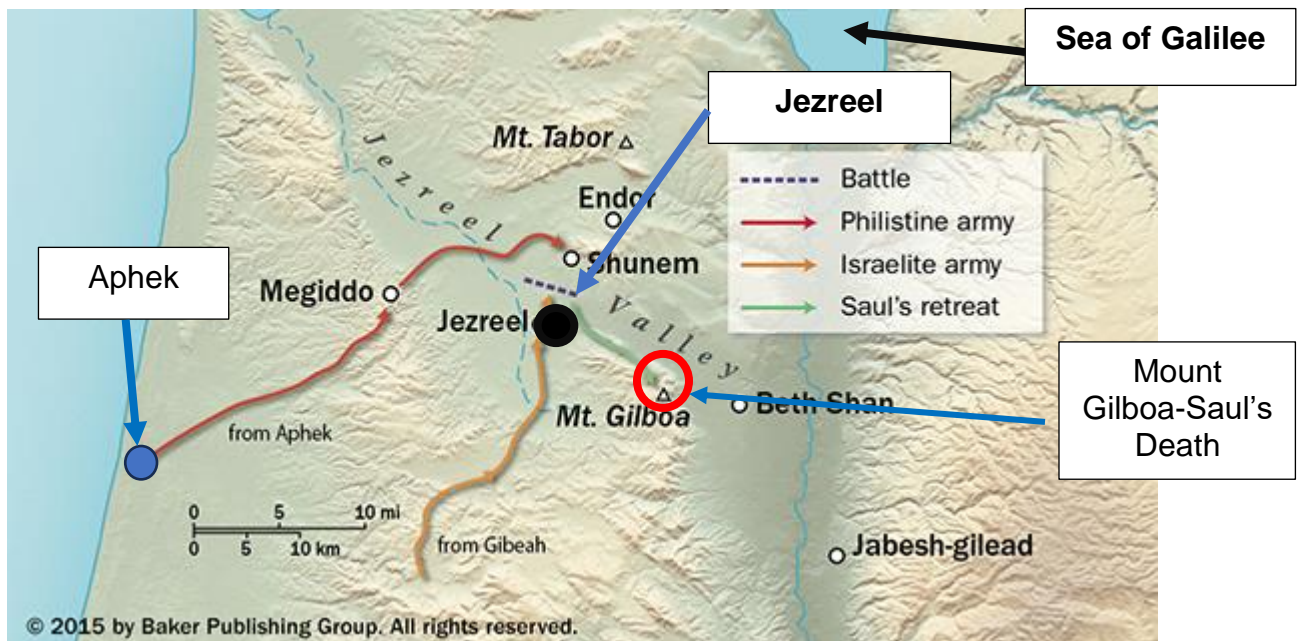 Sea of Galilee
Jezreel
Mt. Tabor
Jezreel
Battle
Endor
Philistine army
Aphek
Shunem
Israelite army
Megiddo
Saul's retreat
Jezreel
Valley
Mount
Gilboa-Saul's
Death
Beth Shan
Mt. Gilboa
from Aphek
0 5 10 mi
0 5 10 km
from Gibeah
Jabesh-gilead
© 2015 by Baker Publishing Group. All rights reserved.